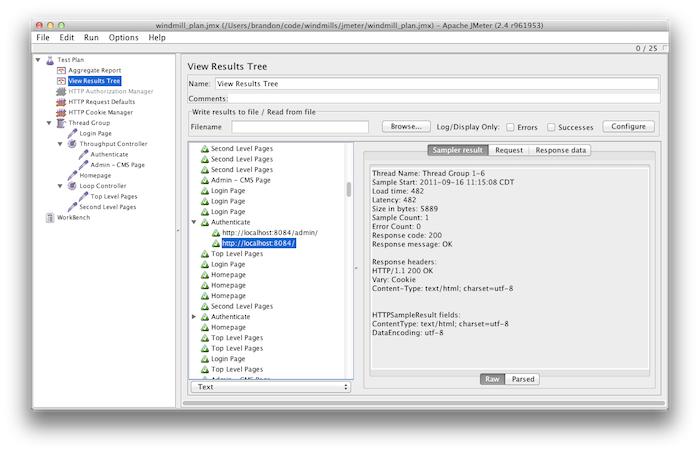 windmill_plan.jmx (/Users/brandon/code/windmills/jmeter/windmill_plan.jmx) – Apache JMeter (2.4 r961953)
File Edit Run Options Help
0 / 25
Test Plan
Aggregate Report
View Results Tree
HTTP Authorization Manager
HTTP Request Defaults
HTTP Cookie Manager
Thread Group
Login Page
Throughput Controller
Authenticate
Admin – CMS Page
Homepage
Loop Controller
Top Level Pages
Second Level Pages
WorkBench
View Results Tree
Name: View Results Tree
Comments:
Write results to file / Read from file
Filename Browse... Log/Display Only: Errors Successes Configure
Second Level Pages
Second Level Pages
Second Level Pages
Admin – CMS Page
Login Page
Login Page
Login Page
Authenticate
http://localhost:8084/admin/
http://localhost:8084/
Top Level Pages
Login Page
Homepage
Homepage
Homepage
Second Level Pages
Authenticate
Homepage
Top Level Pages
Top Level Pages
Login Page
Top Level Pages
Admin – CMS Page
Text
Sampler result Request Response data
Thread Name: Thread Group 1-6
Sample Start: 2011-09-16 11:15:08 CDT
Load time: 482
Latency: 482
Size in bytes: 5889
Sample Count: 1
Error Count: 0
Response code: 200
Response message: OK
Response headers:
HTTP/1.1 200 OK
Vary: Cookie
Content-Type: text/html; charset=utf-8
HTTPSampleResult fields:
ContentType: text/html; charset=utf-8
DataEncoding: utf-8
Raw Parsed